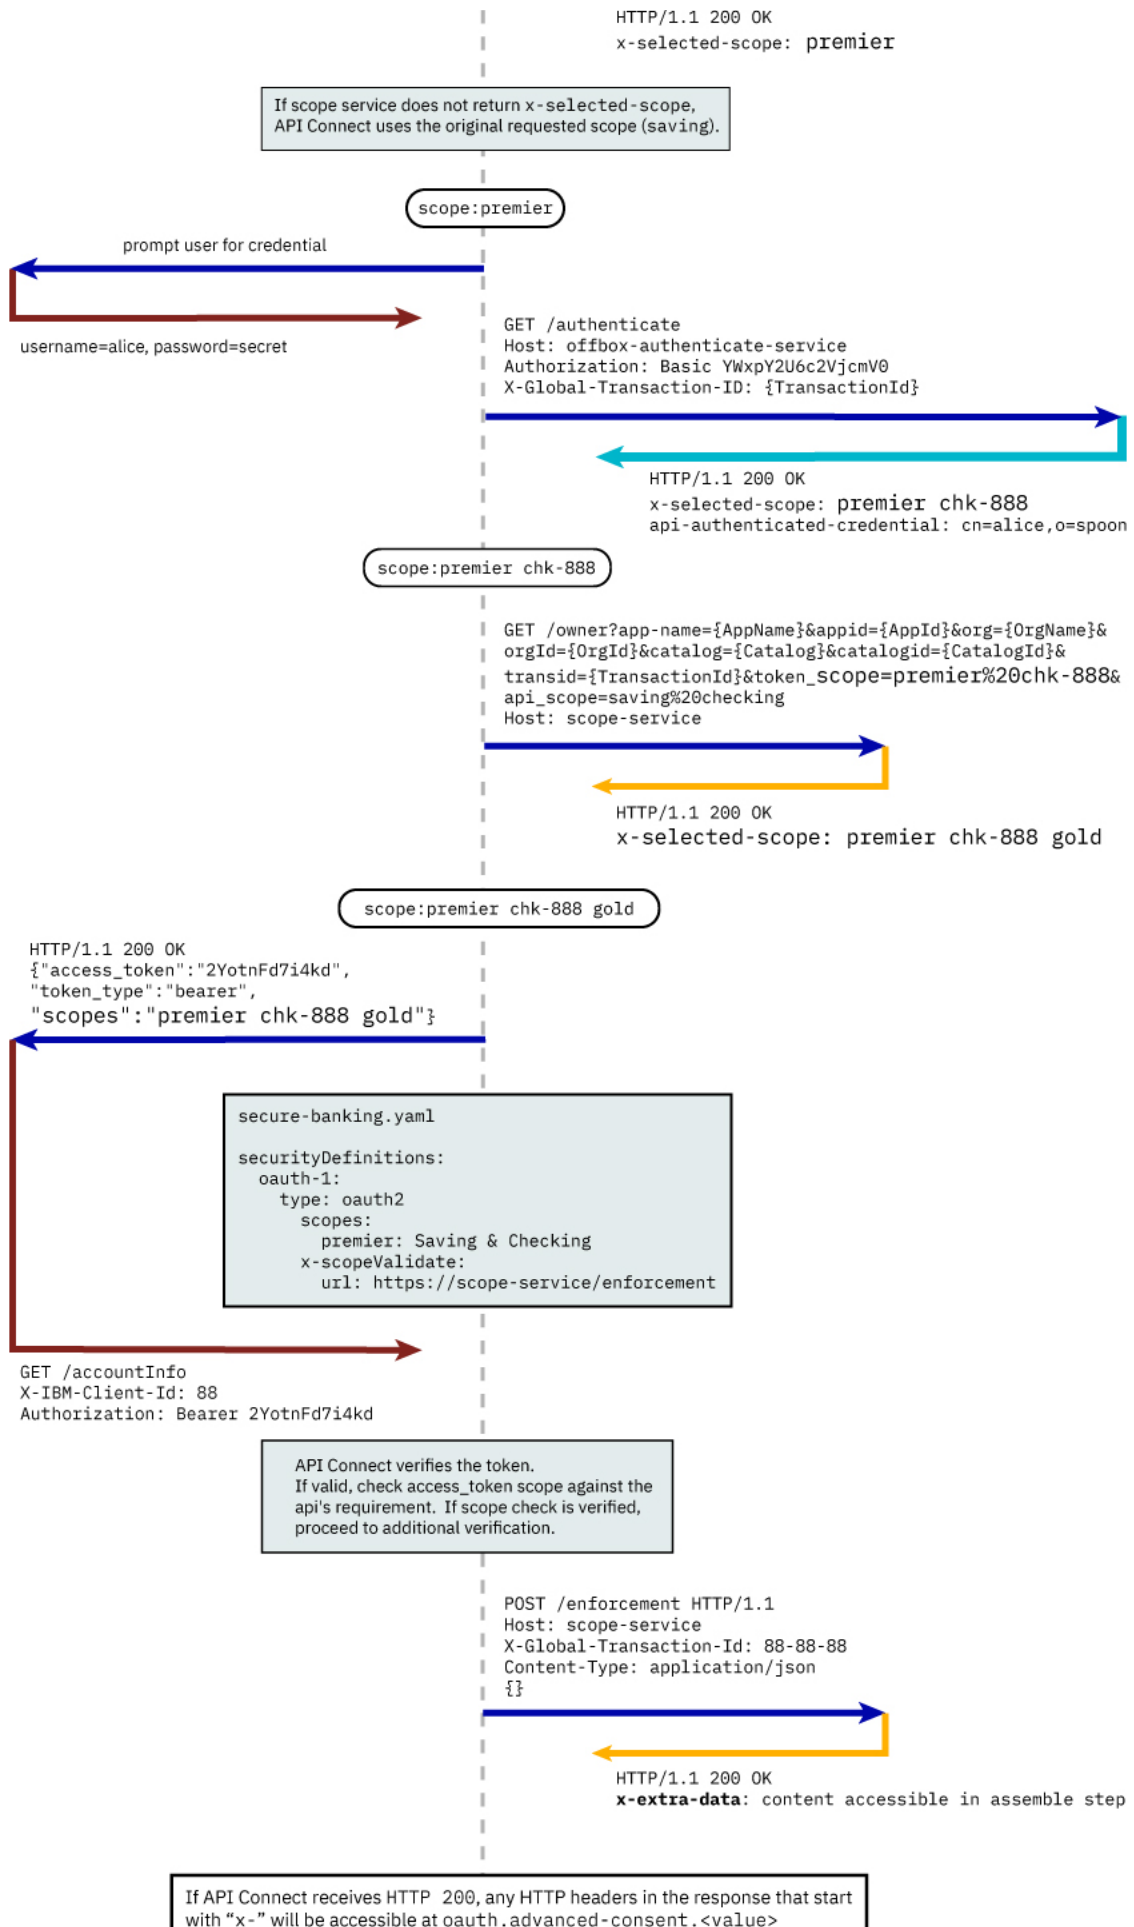 HTTP/1.1 200 OK
x-selected-scope: premier
If scope service does not return x-selected-scope,
API Connect uses the original requested scope (saving).
scope:premier
prompt user for credential
username=alice, password=secret
GET /authenticate
Host: offbox-authenticate-service
Authorization: Basic YWxpY2U6c2VjcmV0
X-Global-Transaction-ID: {TransactionId}
HTTP/1.1 200 OK
x-selected-scope: premier chk-888
api-authenticated-credential: cn=alice,o=spoon
scope:premier chk-888
GET /owner?app-name={AppName}&appid={AppId}&org={OrgName}&
orgId={OrgId}&catalog={Catalog}&catalogid={CatalogId}&
transid={TransactionId}&token_scope=premier%20chk-888&
api_scope=saving%20checking
Host: scope-service
HTTP/1.1 200 OK
x-selected-scope: premier chk-888 gold
scope:premier chk-888 gold
HTTP/1.1 200 OK
{"access_token":"2YotnFd7i4kd",
"token_type":"bearer",
"scopes":"premier chk-888 gold"}
secure-banking.yaml
securityDefinitions:
oauth-1:
type: oauth2
scopes:
premier: Saving & Checking
x-scopeValidate:
url: https://scope-service/enforcement
GET /accountInfo
X-IBM-Client-Id: 88
Authorization: Bearer 2YotnFd7i4kd
API Connect verifies the token.
If valid, check access_token scope against the
api's requirement. If scope check is verified,
proceed to additional verification.
POST /enforcement HTTP/1.1
Host: scope-service
X-Global-Transaction-Id: 88-88-88
Content-Type: application/json
{}
HTTP/1.1 200 OK
x-extra-data: content accessible in assemble step
If API Connect receives HTTP 200, any HTTP headers in the response that start
with “x-” will be accessible at oauth.advanced-consent.<value>